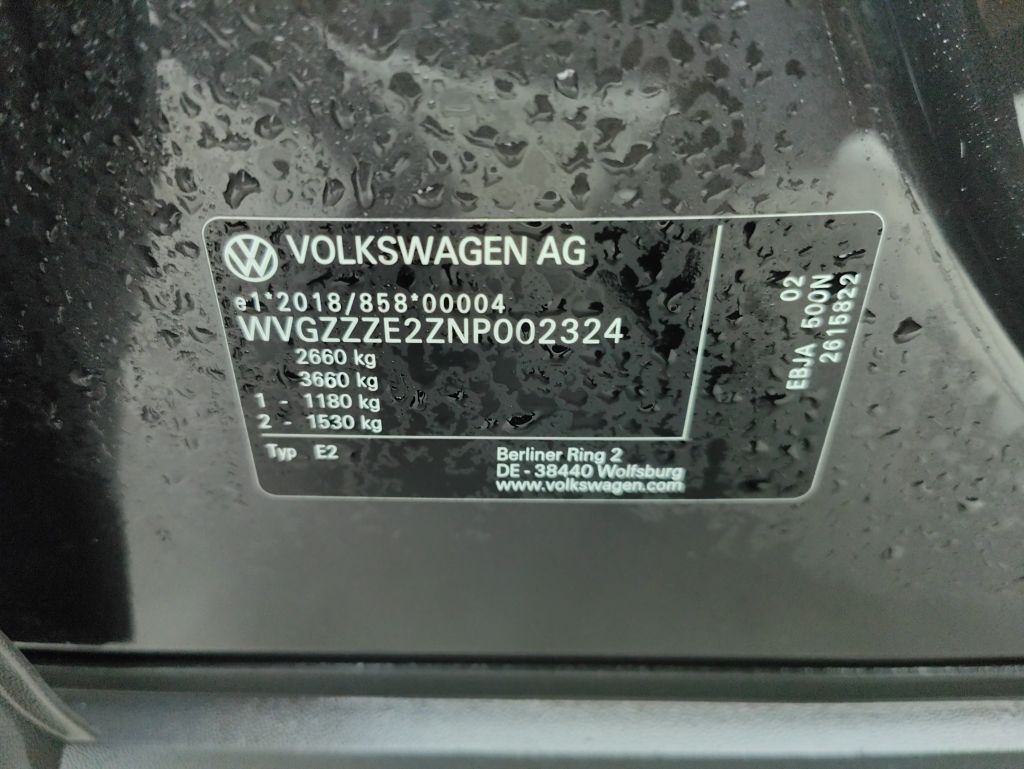 VOLKSWAGEN AG
e1*2018/858*00004
WVGZZZE2ZNP002324
2660 kg
3660 kg
1 - 1180 kg
2 - 1530 kg
Typ E2
Berliner Ring 2
DE - 38440 Wolfsburg
www.volkswagen.com
02
EBJA 500N
2615822